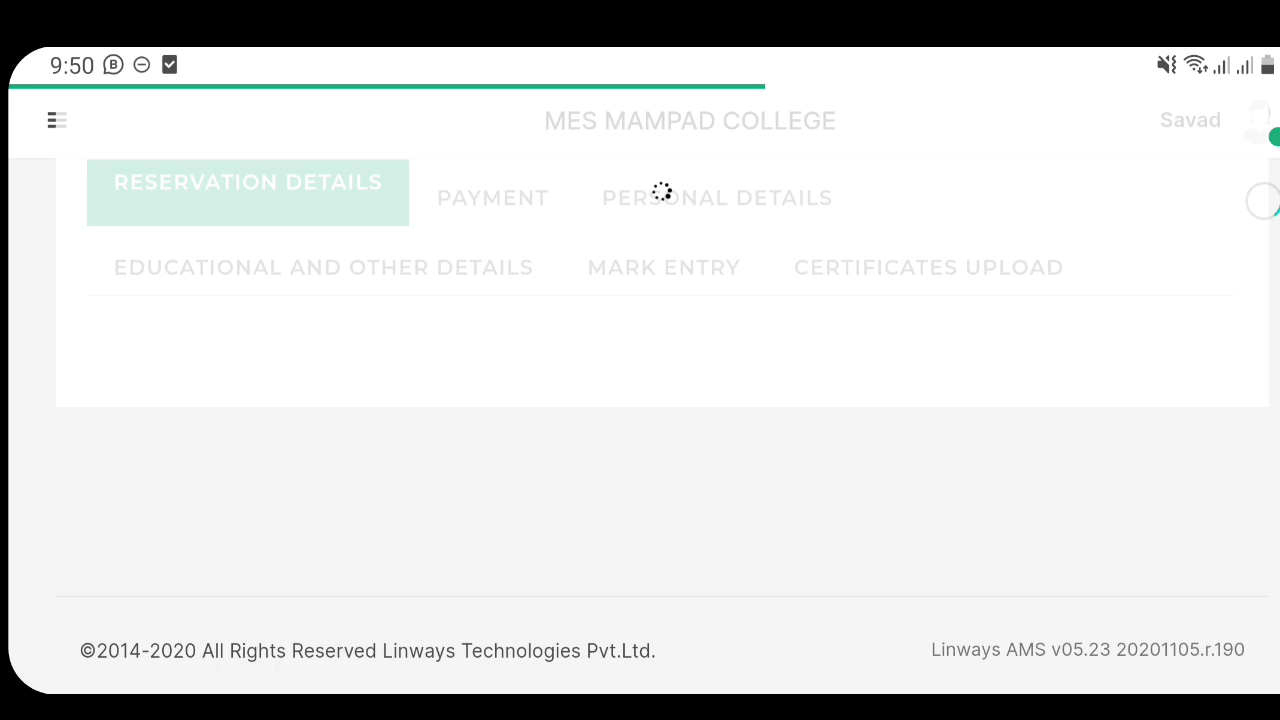 9:50
MES MAMPAD COLLEGE
Savad
RESERVATION DETAILS
PAYMENT
PERSONAL DETAILS
EDUCATIONAL AND OTHER DETAILS
MARK ENTRY
CERTIFICATES UPLOAD
©2014-2020 All Rights Reserved Linways Technologies Pvt.Ltd.
Linways AMS v05.23 20201105.r.190